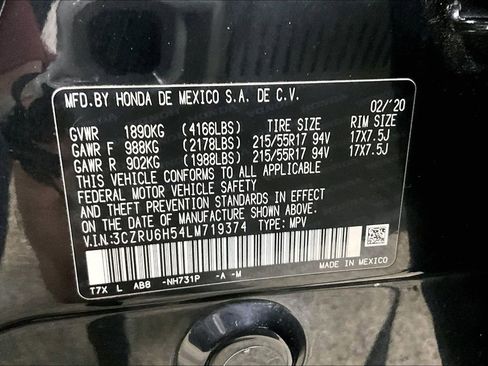 MFD.BY HONDA DE MEXICO S.A. DE C.V.
02/'20
GVWR 1890KG (4166LBS) TIRE SIZE RIM SIZE
GAWR F 988KG (2178LBS) 215/55R17 94V 17X7.5J
GAWR R 902KG (1988LBS) 215/55R17 94V 17X7.5J
THIS VEHICLE CONFORMS TO ALL APPLICABLE
FEDERAL MOTOR VEHICLE SAFETY
AND THEFT PREVENTION STANDARDS IN EFFECT
ON THE DATE OF MANUFACTURE SHOWN ABOVE.
V.I.N:3CZRU6H54LM719374 TYPE: MPV
MADE IN MEXICO
T7X L AB8 -NH731P -A -M